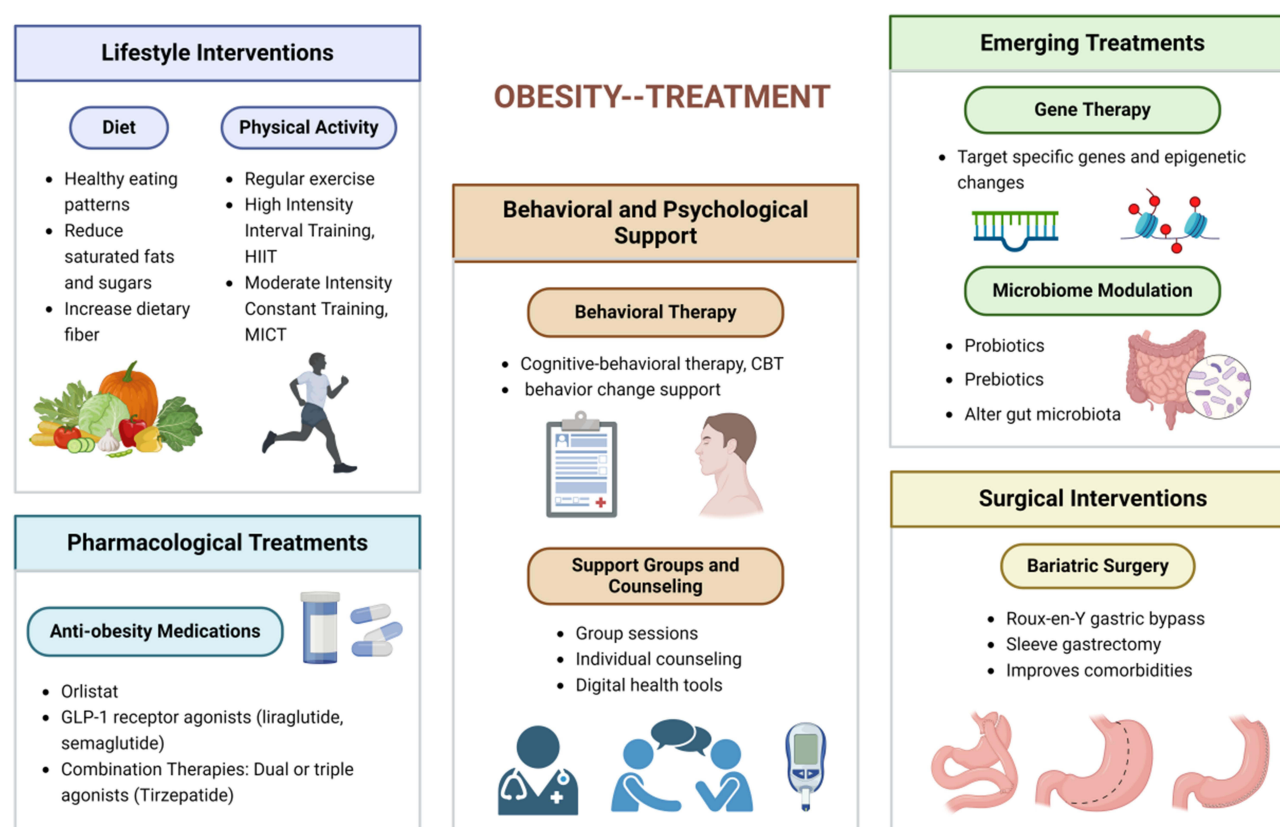 OBESITY--TREATMENT
Lifestyle Interventions
Diet
Healthy eating
patterns
Reduce
saturated fats
and sugars
Increase dietary
fiber
Physical Activity
Regular exercise
High Intensity
Interval Training,
HIIT
Moderate Intensity
Constant Training,
MICT
Pharmacological Treatments
Anti-obesity Medications
Orlistat
GLP-1 receptor agonists (liraglutide,
semaglutide)
Combination Therapies: Dual or triple
agonists (Tirzepatide)
Behavioral and Psychological
Support
Behavioral Therapy
Cognitive-behavioral therapy, CBT
behavior change support
Support Groups and
Counseling
Group sessions
Individual counseling
Digital health tools
Emerging Treatments
Gene Therapy
Target specific genes and epigenetic
changes
Microbiome Modulation
Probiotics
Prebiotics
Alter gut microbiota
Surgical Interventions
Bariatric Surgery
Roux-en-Y gastric bypass
Sleeve gastrectomy
Improves comorbidities